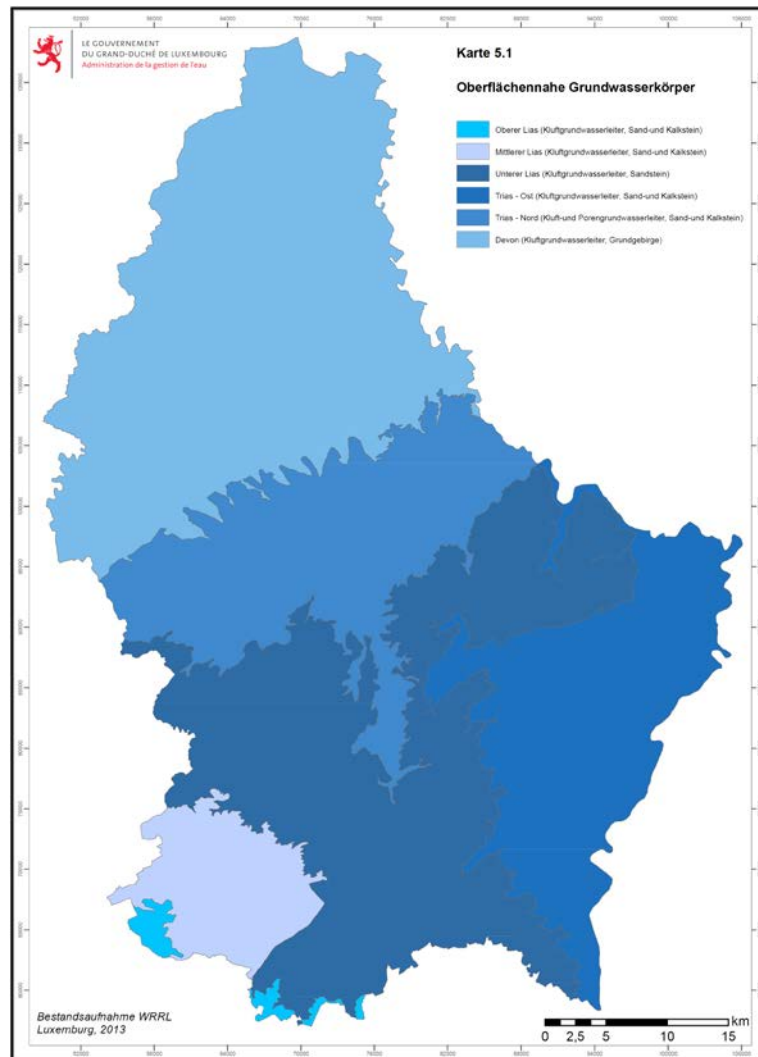 LE GOUVERNEMENT
DU GRAND-DUCHÉ DE LUXEMBOURG
Administration de la gestion de l'eau
Karte 5.1
Oberflächennahe Grundwasserkörper
Oberer Lias (Kluftgrundwasserleiter, Sand-und Kalkstein)
Mittlerer Lias (Kluftgrundwasserleiter, Sand-und Kalkstein)
Unterer Lias (Kluftgrundwasserleiter, Sandstein)
Trias - Ost (Kluftgrundwasserleiter, Sand-und Kalkstein)
Trias - Nord (Kluft-und Porengrundwasserleiter, Sand-und Kalkstein)
Devon (Kluftgrundwasserleiter, Grundgebirge)
Bestandsaufnahme WRRL
Luxemburg, 2013
km
0 2,5 5 10 15